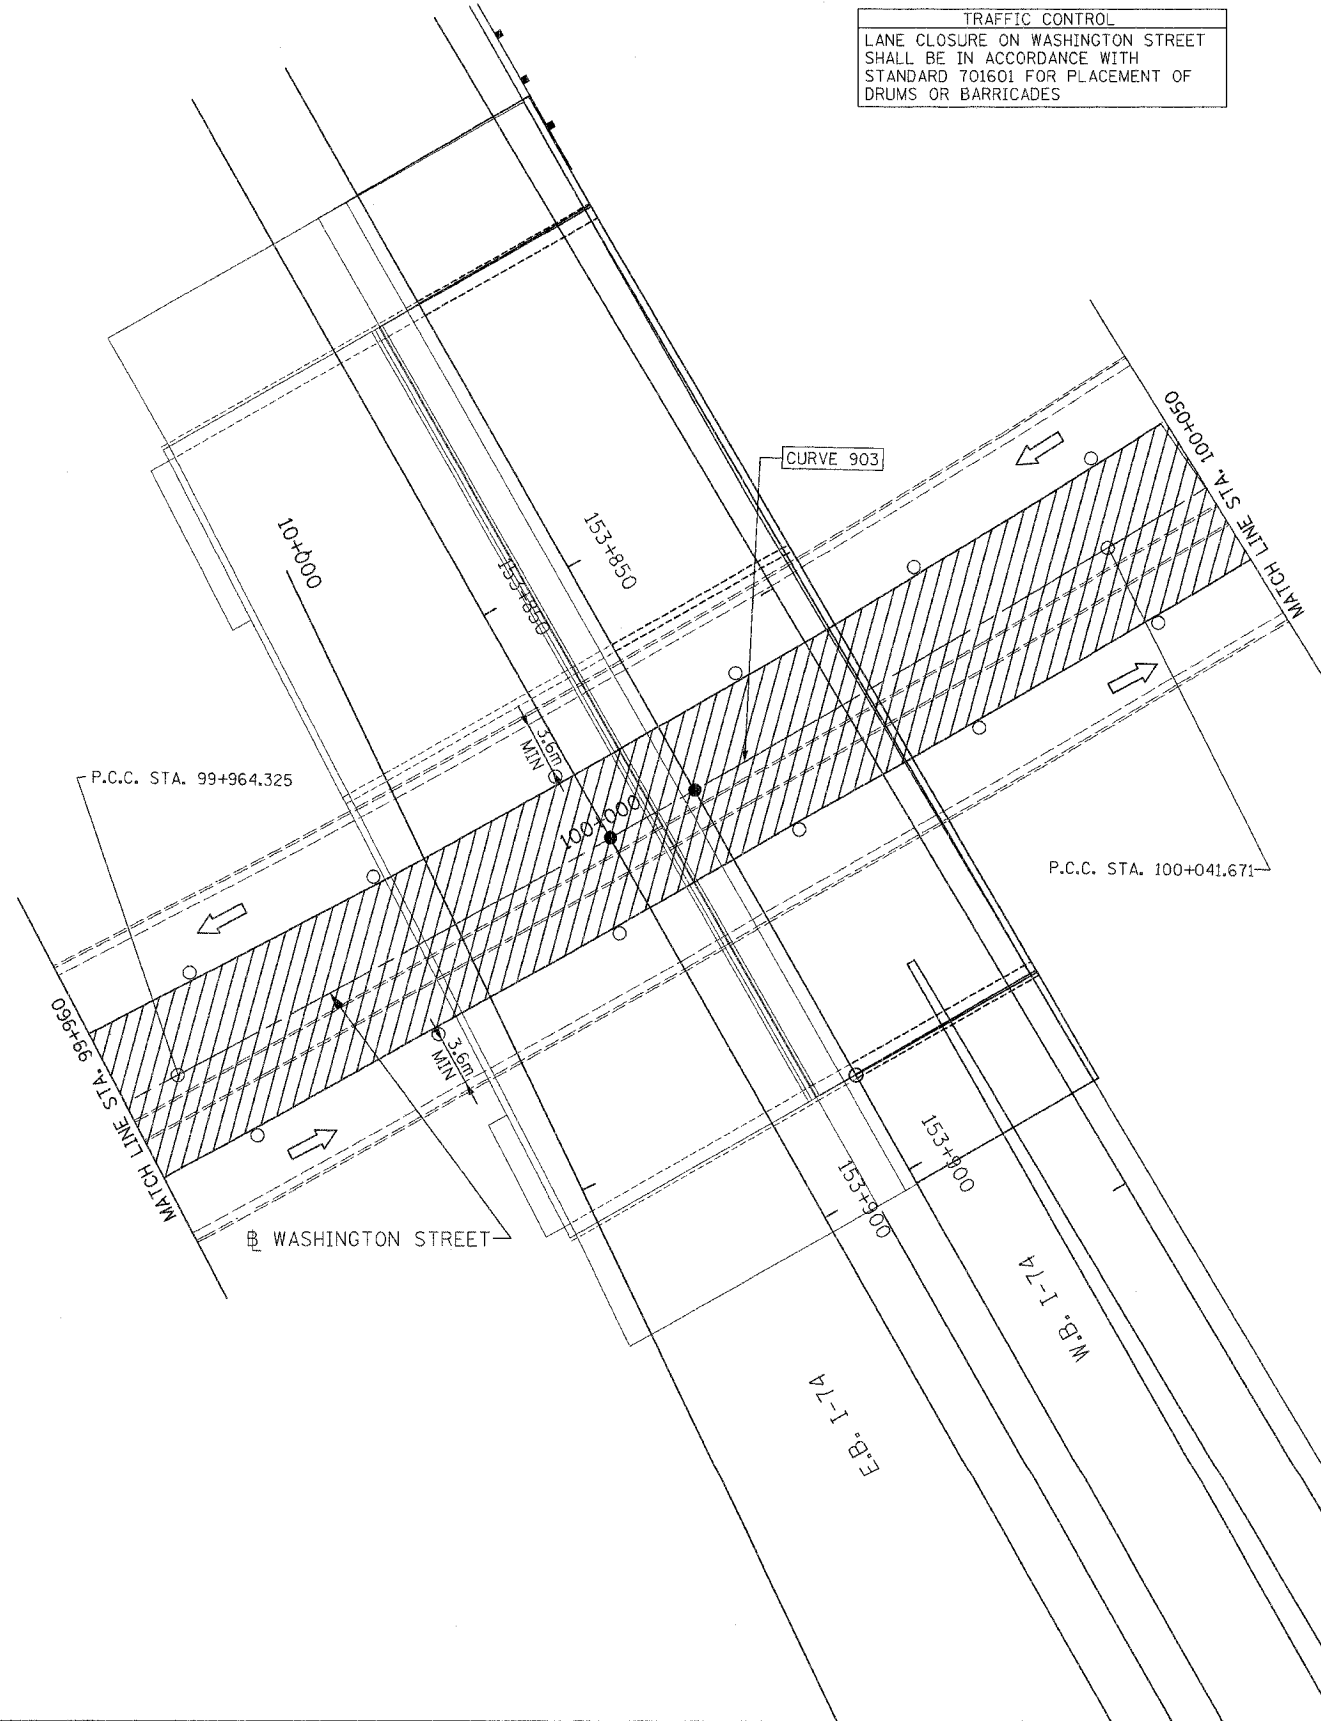 TRAFFIC CONTROL
LANE CLOSURE ON WASHINGTON STREET
SHALL BE IN ACCORDANCE WITH
STANDARD 701601 FOR PLACEMENT OF
DRUMS OR BARRICADES
MATCH LINE STA. 100+050
CURVE 903
10+000
153+850
153+850
3.6m
MIN
P.C.C. STA. 99+964.325
100+000
P.C.C. STA. 100+041.671
MATCH LINE STA. 99+960
3.6m
MIN
℄ WASHINGTON STREET
153+900
153+900
W.B. I-74
E.B. I-74